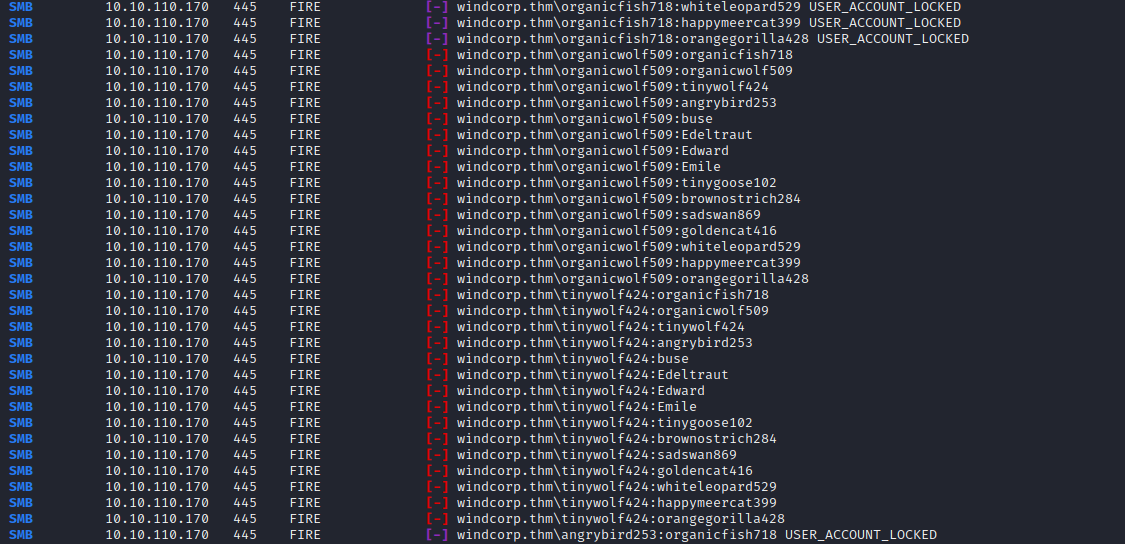 SMB 10.10.110.170 445 FIRE [-] windcorp.thm\organicfish718:whiteleopard529 USER_ACCOUNT_LOCKED
SMB 10.10.110.170 445 FIRE [-] windcorp.thm\organicfish718:happymeercat399 USER_ACCOUNT_LOCKED
SMB 10.10.110.170 445 FIRE [-] windcorp.thm\organicfish718:orangegorilla428 USER_ACCOUNT_LOCKED
SMB 10.10.110.170 445 FIRE [-] windcorp.thm\organicwolf509:organicfish718
SMB 10.10.110.170 445 FIRE [-] windcorp.thm\organicwolf509:organicwolf509
SMB 10.10.110.170 445 FIRE [-] windcorp.thm\organicwolf509:tinywolf424
SMB 10.10.110.170 445 FIRE [-] windcorp.thm\organicwolf509:angrybird253
SMB 10.10.110.170 445 FIRE [-] windcorp.thm\organicwolf509:buse
SMB 10.10.110.170 445 FIRE [-] windcorp.thm\organicwolf509:Edeltraut
SMB 10.10.110.170 445 FIRE [-] windcorp.thm\organicwolf509:Edward
SMB 10.10.110.170 445 FIRE [-] windcorp.thm\organicwolf509:Emile
SMB 10.10.110.170 445 FIRE [-] windcorp.thm\organicwolf509:tinygoose102
SMB 10.10.110.170 445 FIRE [-] windcorp.thm\organicwolf509:brownostrich284
SMB 10.10.110.170 445 FIRE [-] windcorp.thm\organicwolf509:sadswan869
SMB 10.10.110.170 445 FIRE [-] windcorp.thm\organicwolf509:goldencat416
SMB 10.10.110.170 445 FIRE [-] windcorp.thm\organicwolf509:whiteleopard529
SMB 10.10.110.170 445 FIRE [-] windcorp.thm\organicwolf509:happymeercat399
SMB 10.10.110.170 445 FIRE [-] windcorp.thm\organicwolf509:orangegorilla428
SMB 10.10.110.170 445 FIRE [-] windcorp.thm\tinywolf424:organicfish718
SMB 10.10.110.170 445 FIRE [-] windcorp.thm\tinywolf424:organicwolf509
SMB 10.10.110.170 445 FIRE [-] windcorp.thm\tinywolf424:tinywolf424
SMB 10.10.110.170 445 FIRE [-] windcorp.thm\tinywolf424:angrybird253
SMB 10.10.110.170 445 FIRE [-] windcorp.thm\tinywolf424:buse
SMB 10.10.110.170 445 FIRE [-] windcorp.thm\tinywolf424:Edeltraut
SMB 10.10.110.170 445 FIRE [-] windcorp.thm\tinywolf424:Edward
SMB 10.10.110.170 445 FIRE [-] windcorp.thm\tinywolf424:Emile
SMB 10.10.110.170 445 FIRE [-] windcorp.thm\tinywolf424:tinygoose102
SMB 10.10.110.170 445 FIRE [-] windcorp.thm\tinywolf424:brownostrich284
SMB 10.10.110.170 445 FIRE [-] windcorp.thm\tinywolf424:sadswan869
SMB 10.10.110.170 445 FIRE [-] windcorp.thm\tinywolf424:goldencat416
SMB 10.10.110.170 445 FIRE [-] windcorp.thm\tinywolf424:whiteleopard529
SMB 10.10.110.170 445 FIRE [-] windcorp.thm\tinywolf424:happymeercat399
SMB 10.10.110.170 445 FIRE [-] windcorp.thm\tinywolf424:orangegorilla428
SMB 10.10.110.170 445 FIRE [-] windcorp.thm\angrybird253:organicfish718 USER_ACCOUNT_LOCKED